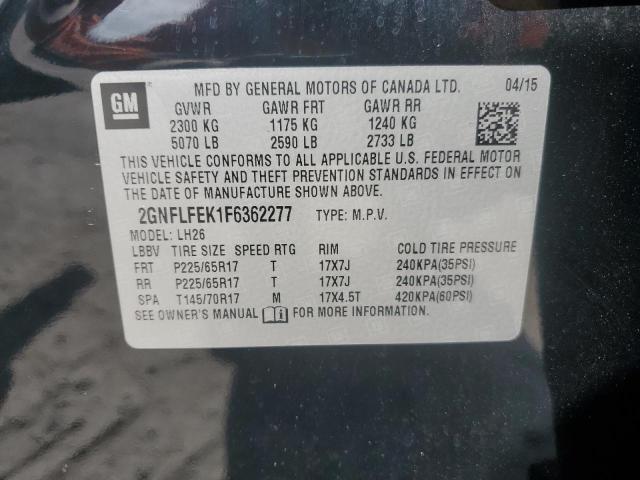 GM
MFD BY GENERAL MOTORS OF CANADA LTD. 04/15
GVWR GAWR FRT GAWR RR
2300 KG 1175 KG 1240 KG
5070 LB 2590 LB 2733 LB
THIS VEHICLE CONFORMS TO ALL APPLICABLE U.S. FEDERAL MOTOR
VEHICLE SAFETY AND THEFT PREVENTION STANDARDS IN EFFECT ON
THE DATE OF MANUFACTURE SHOWN ABOVE.
2GNFLFEK1F6362277 TYPE: M.P.V.
MODEL: LH26
LBBV TIRE SIZE SPEED RTG RIM COLD TIRE PRESSURE
FRT P225/65R17 T 17X7J 240KPA(35PSI)
RR P225/65R17 T 17X7J 240KPA(35PSI)
SPA T145/70R17 M 17X4.5T 420KPA(60PSI)
SEE OWNER'S MANUAL FOR MORE INFORMATION.